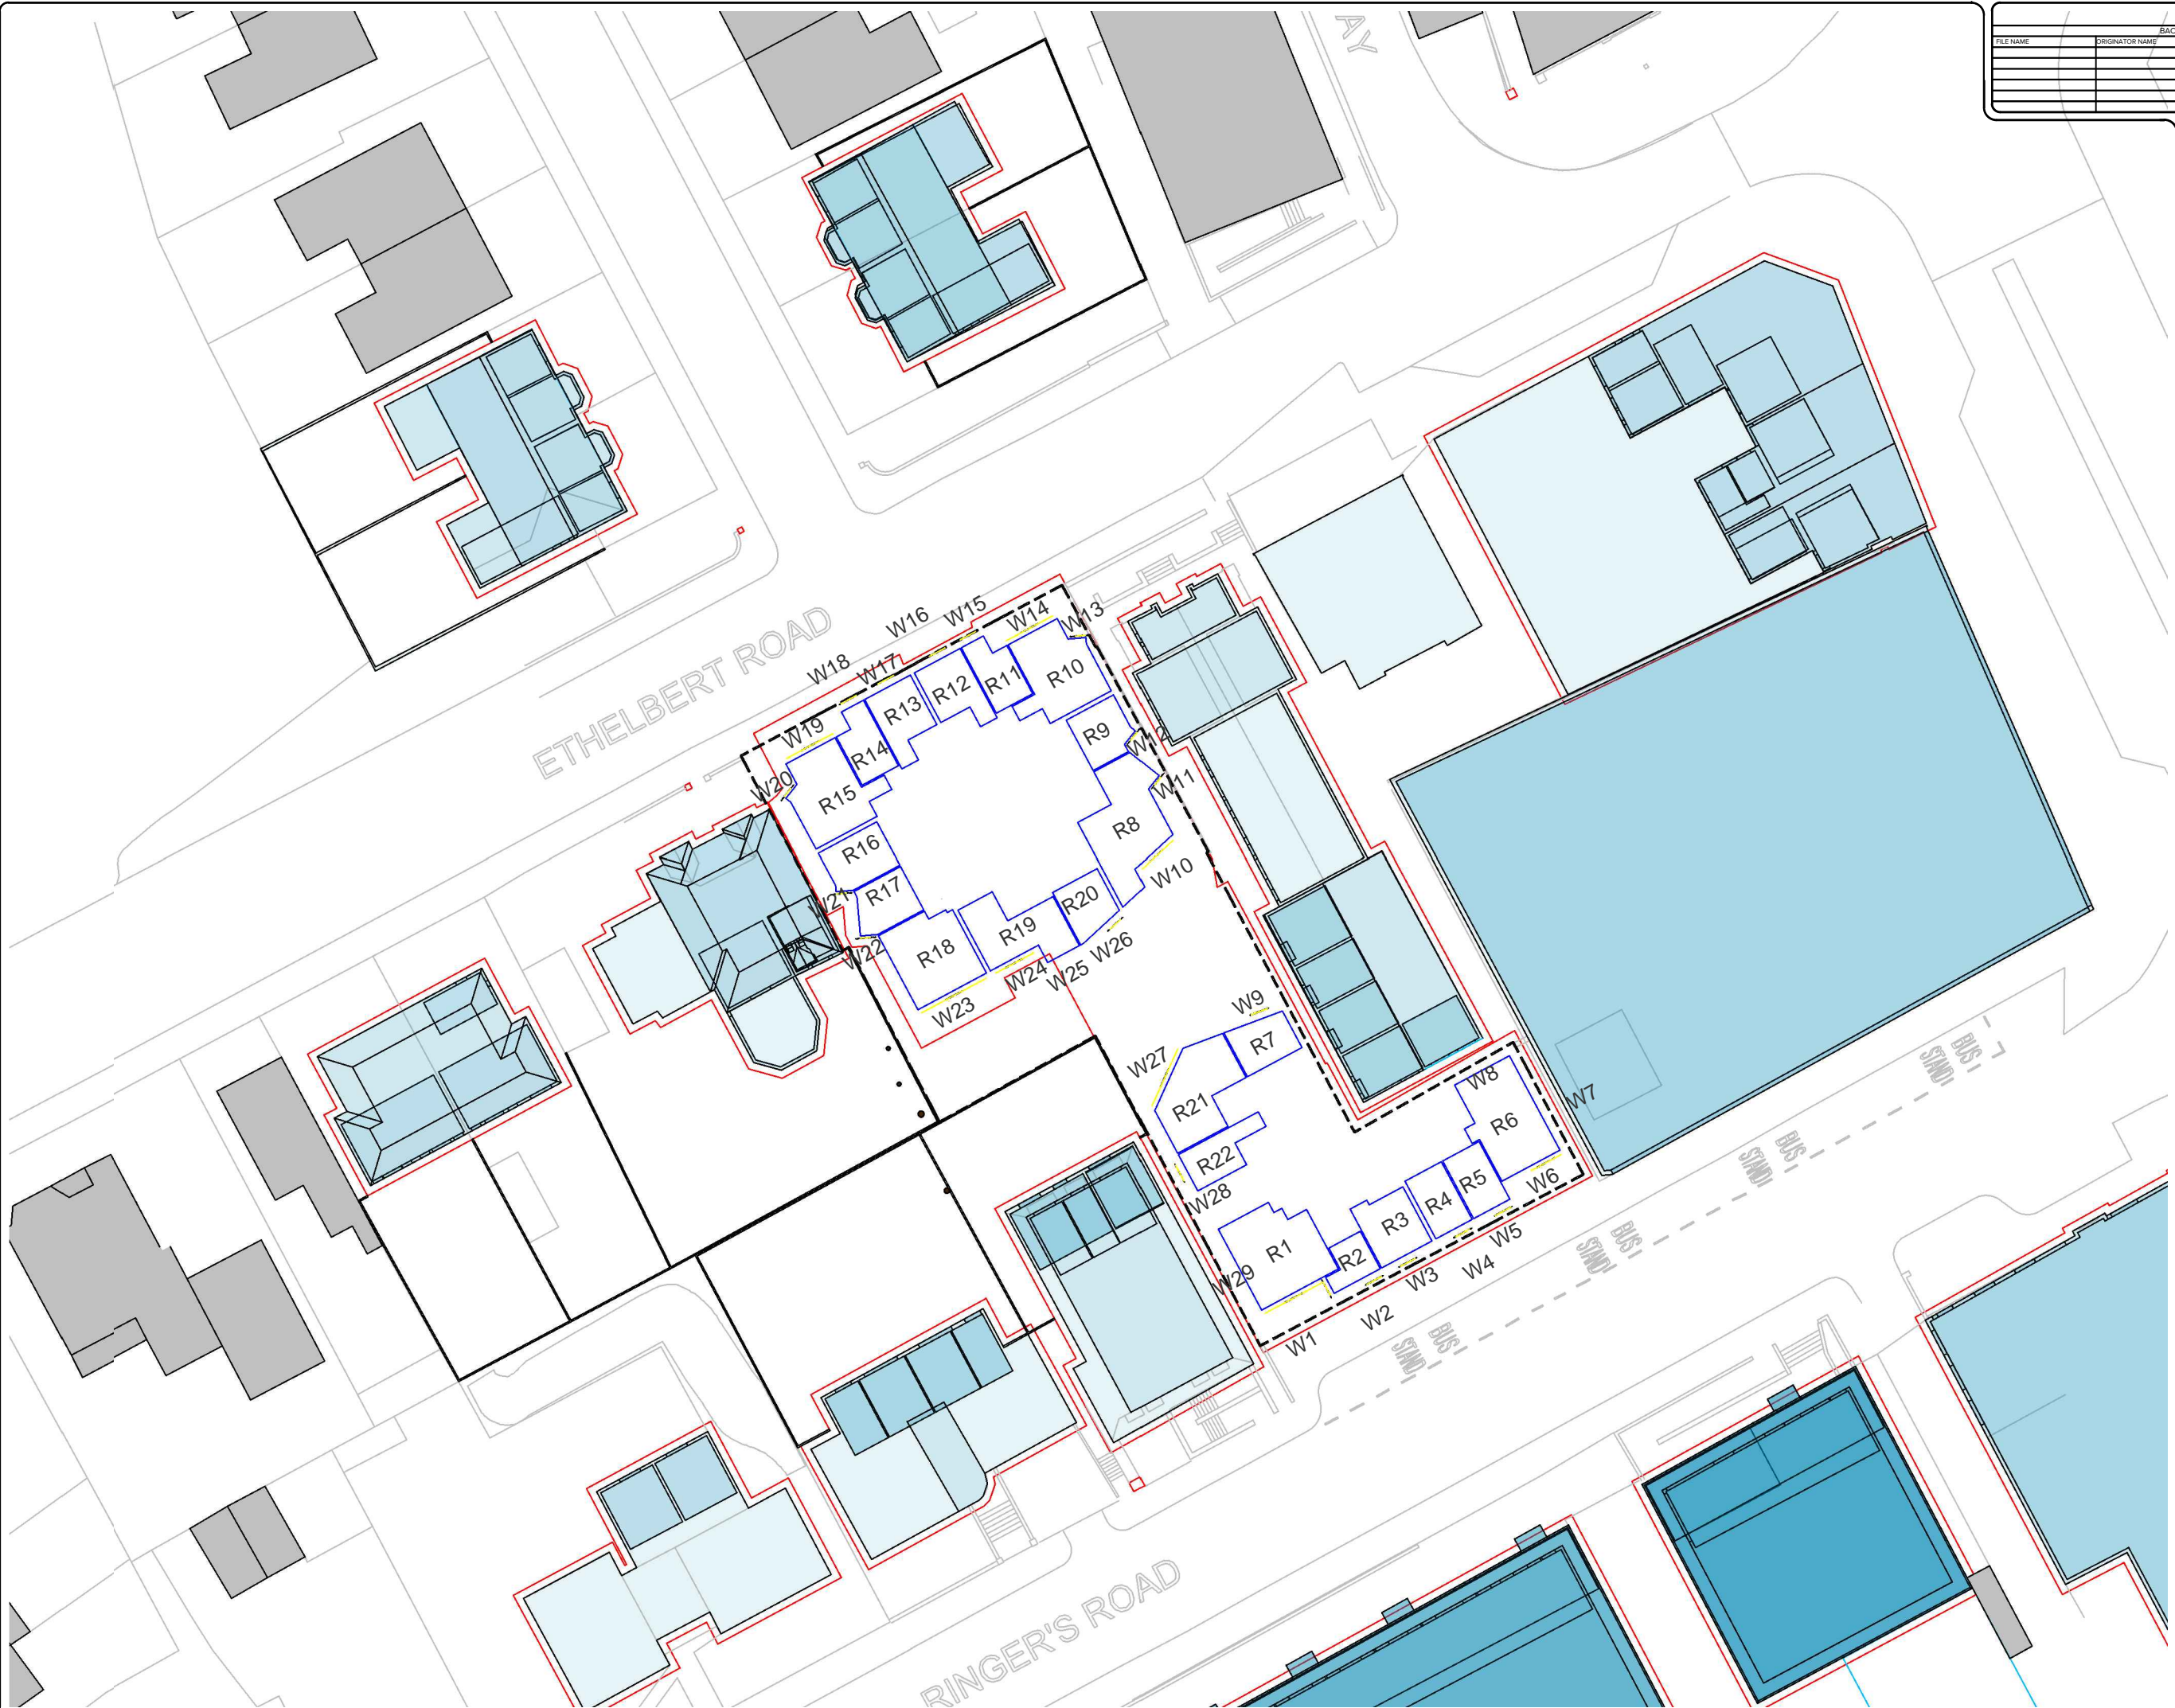 AY
BAC
FILE NAME ORIGINATOR NAME
ETHELBERT ROAD
W16
W15
W14
W13
W18
W17
W19
W20
R10
R11
R12
R13
R14
R15
R9
W12
W11
R8
W10
R16
R17
W21
W22
R18
R19
R20
W23
W24
W25
W26
W9
R7
W27
R21
R22
W28
W8
R6
W7
R5
R4
R3
R2
R1
W6
W5
W4
W3
W2
W1
W29
BUS STAND
BUS STAND
BUS STAND
BUS STAND
RINGER'S ROAD